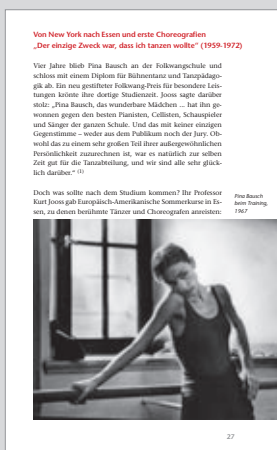 Von New York nach Essen und erste Choreografien
„Der einzige Zweck war, dass ich tanzen wollte“ (1959-1972)
Vier Jahre blieb Pina Bausch an der Folkwangschule und
schloss mit einem Diplom für Bühnentanz und Tanzpädago-
gik ab. Ein neu gestifteter Folkwang-Preis für besondere Leis-
tungen krönte ihre dortige Studienzeit. Jooss sagte darüber
stolz: „Pina Bausch, das wunderbare Mädchen ... hat ihn ge-
wonnen gegen den besten Pianisten, Cellisten, Schauspieler
und Sänger der ganzen Schule. Und das mit keiner einzigen
Gegenstimme – weder aus dem Publikum noch der Jury. Ob-
wohl das zu einem sehr großen Teil ihrer außergewöhnlichen
Persönlichkeit zuzurechnen ist, war es natürlich zur selben
Zeit gut für die Tanzabteilung, und wir sind alle sehr glück-
lich darüber.“ (1)
Doch was sollte nach dem Studium kommen? Ihr Professor
Kurt Jooss gab Europäisch-Amerikanische Sommerkurse in Es-
sen, zu denen berühmte Tänzer und Choreografen anreisten:
Pina Bausch
beim Training,
1967
27